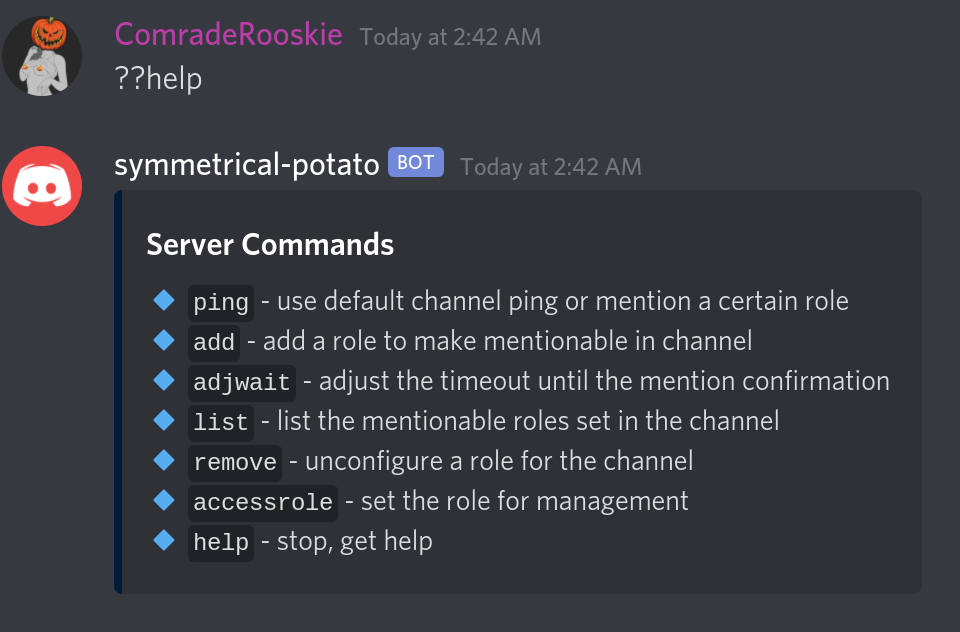 ComradeRooskie Today at 2:42 AM
??help
symmetrical-potato BOT Today at 2:42 AM
Server Commands
ping - use default channel ping or mention a certain role
add - add a role to make mentionable in channel
adjwait - adjust the timeout until the mention confirmation
list - list the mentionable roles set in the channel
remove - unconfigure a role for the channel
accessrole - set the role for management
help - stop, get help